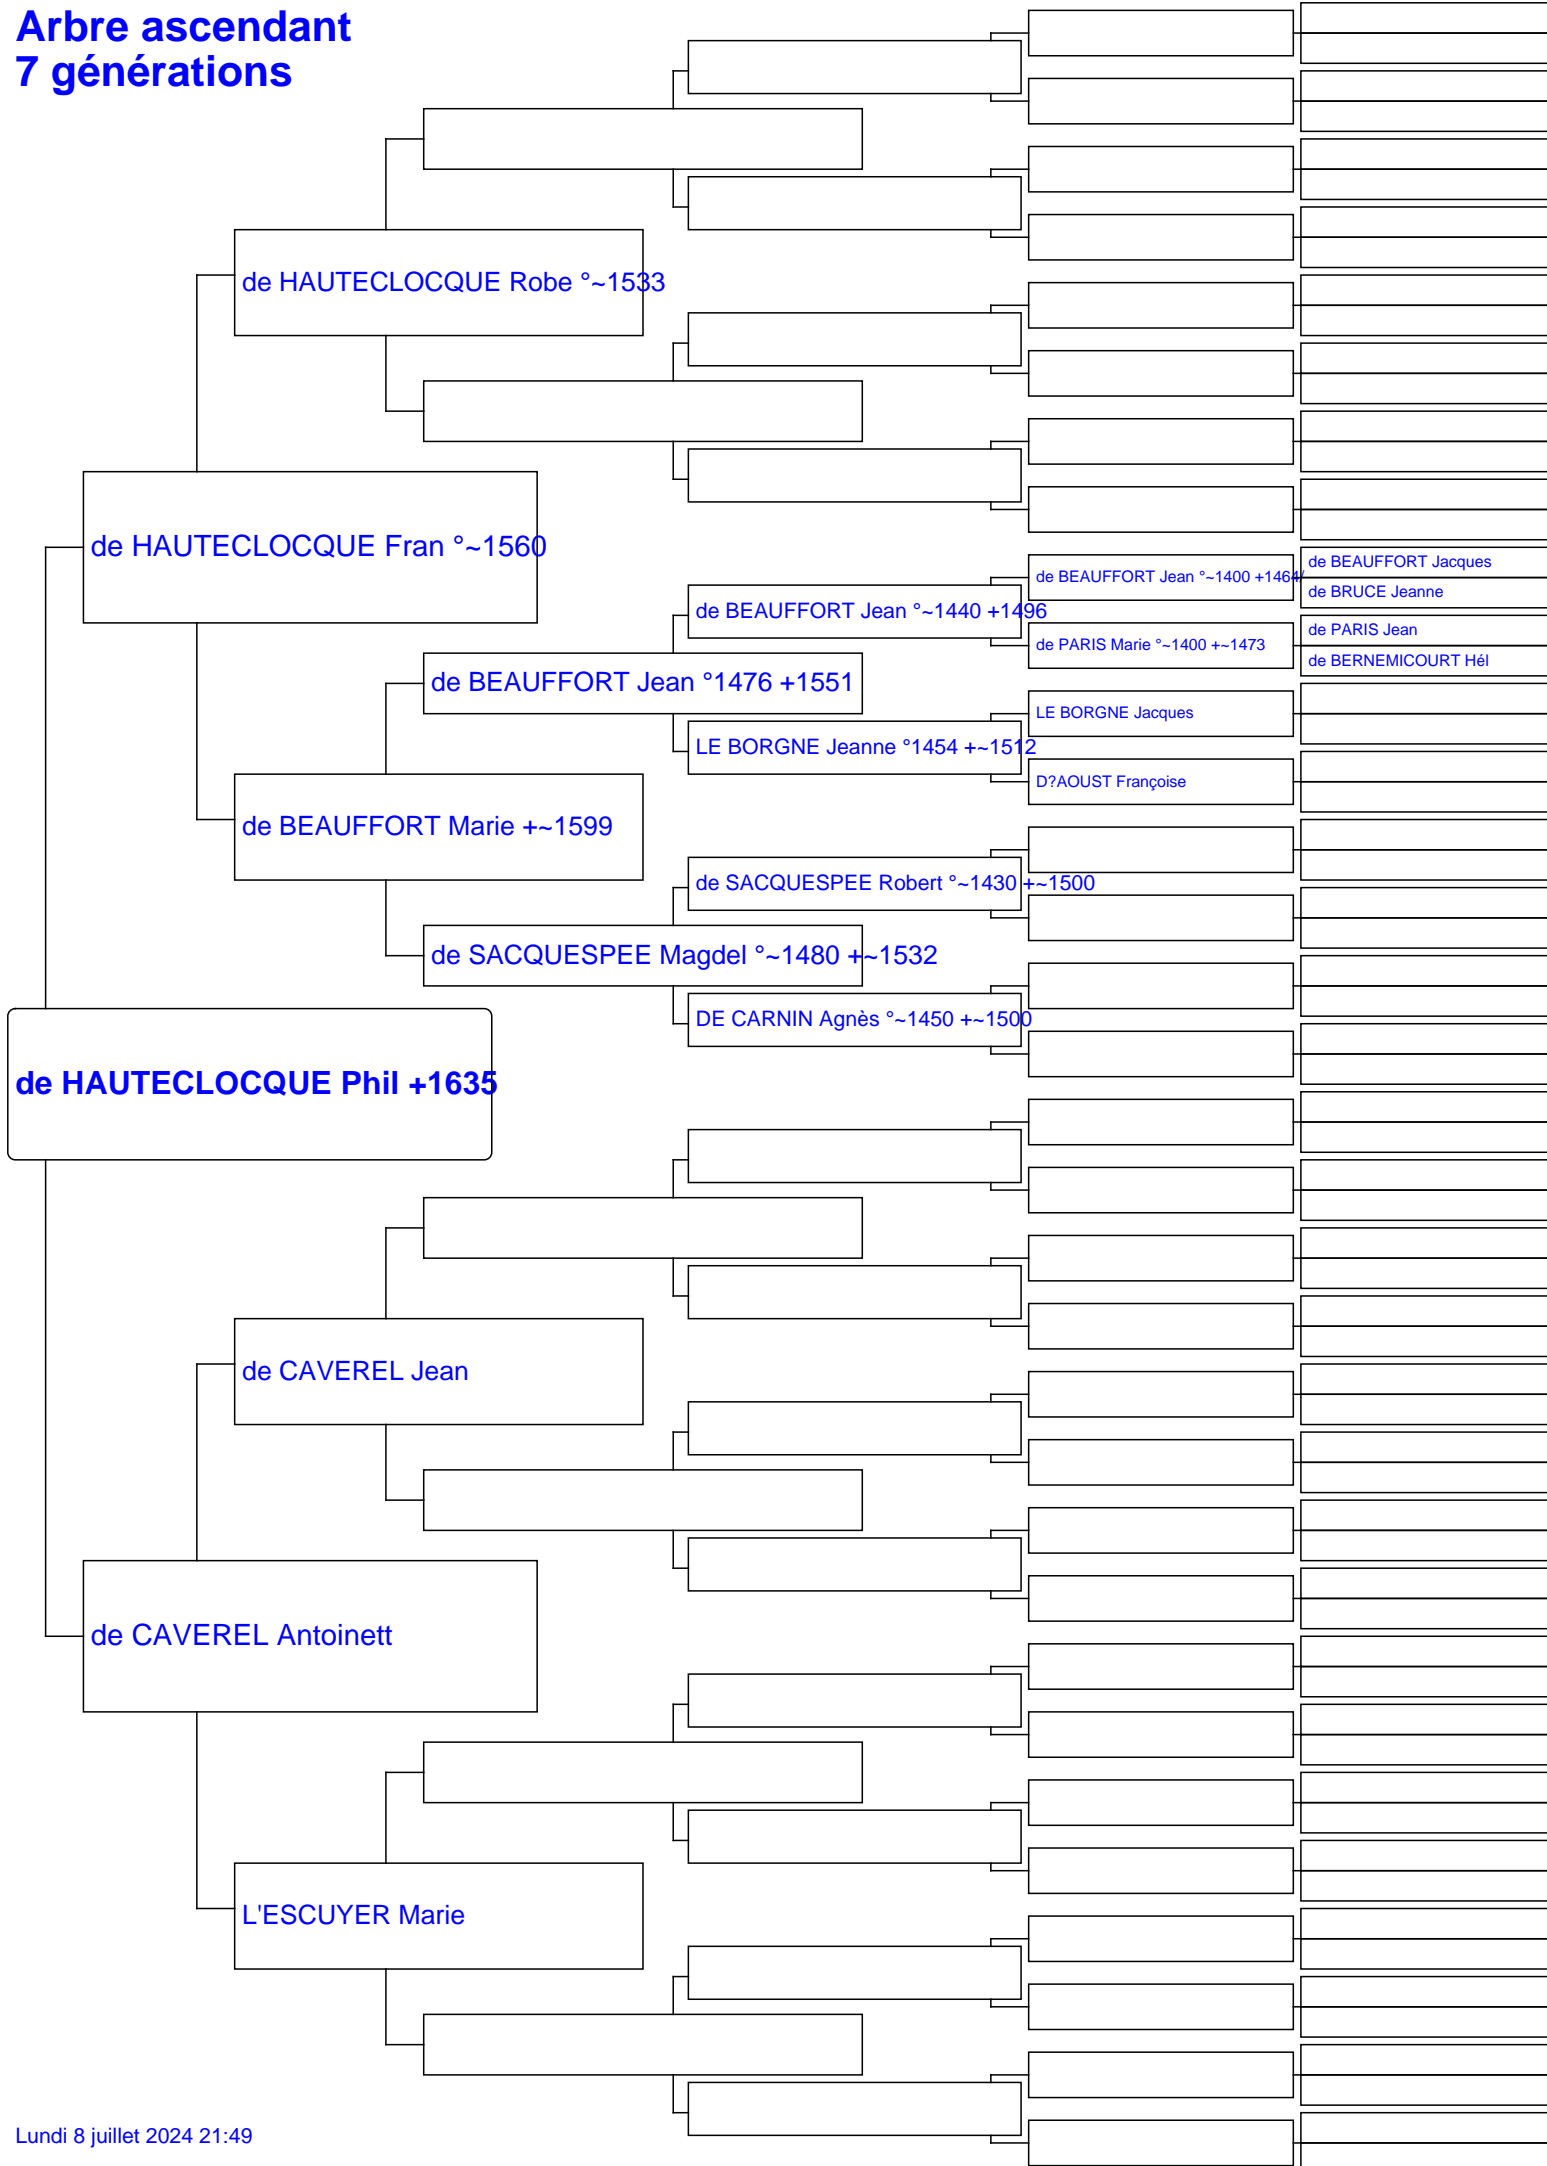 Arbre ascendant
7 générations
de HAUTECLOCQUE Robe °~1533
de HAUTECLOCQUE Fran °~1560
de BEAUFFORT Jacques
de BEAUFFORT Jean °~1400 +1464/
de BRUCE Jeanne
de BEAUFFORT Jean °~1440 +1496
de PARIS Jean
de PARIS Marie °~1400 +~1473
de BERNEMICOURT Hél
de BEAUFFORT Jean °1476 +1551
LE BORGNE Jacques
LE BORGNE Jeanne °1454 +~1512
D?AOUST Françoise
de BEAUFFORT Marie +~1599
de SACQUESPEE Robert °~1430 +~1500
de SACQUESPEE Magdel °~1480 +~1532
DE CARNIN Agnès °~1450 +~1500
de HAUTECLOCQUE Phil +1635
de CAVEREL Jean
de CAVEREL Antoinett
L'ESCUYER Marie
Lundi 8 juillet 2024 21:49